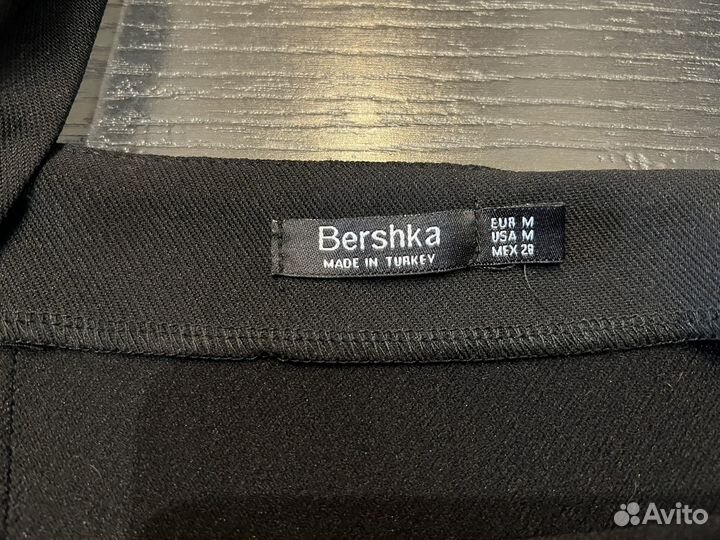 Bershka
MADE IN TURKEY
EUR M
USA M
MEX 28
Avito